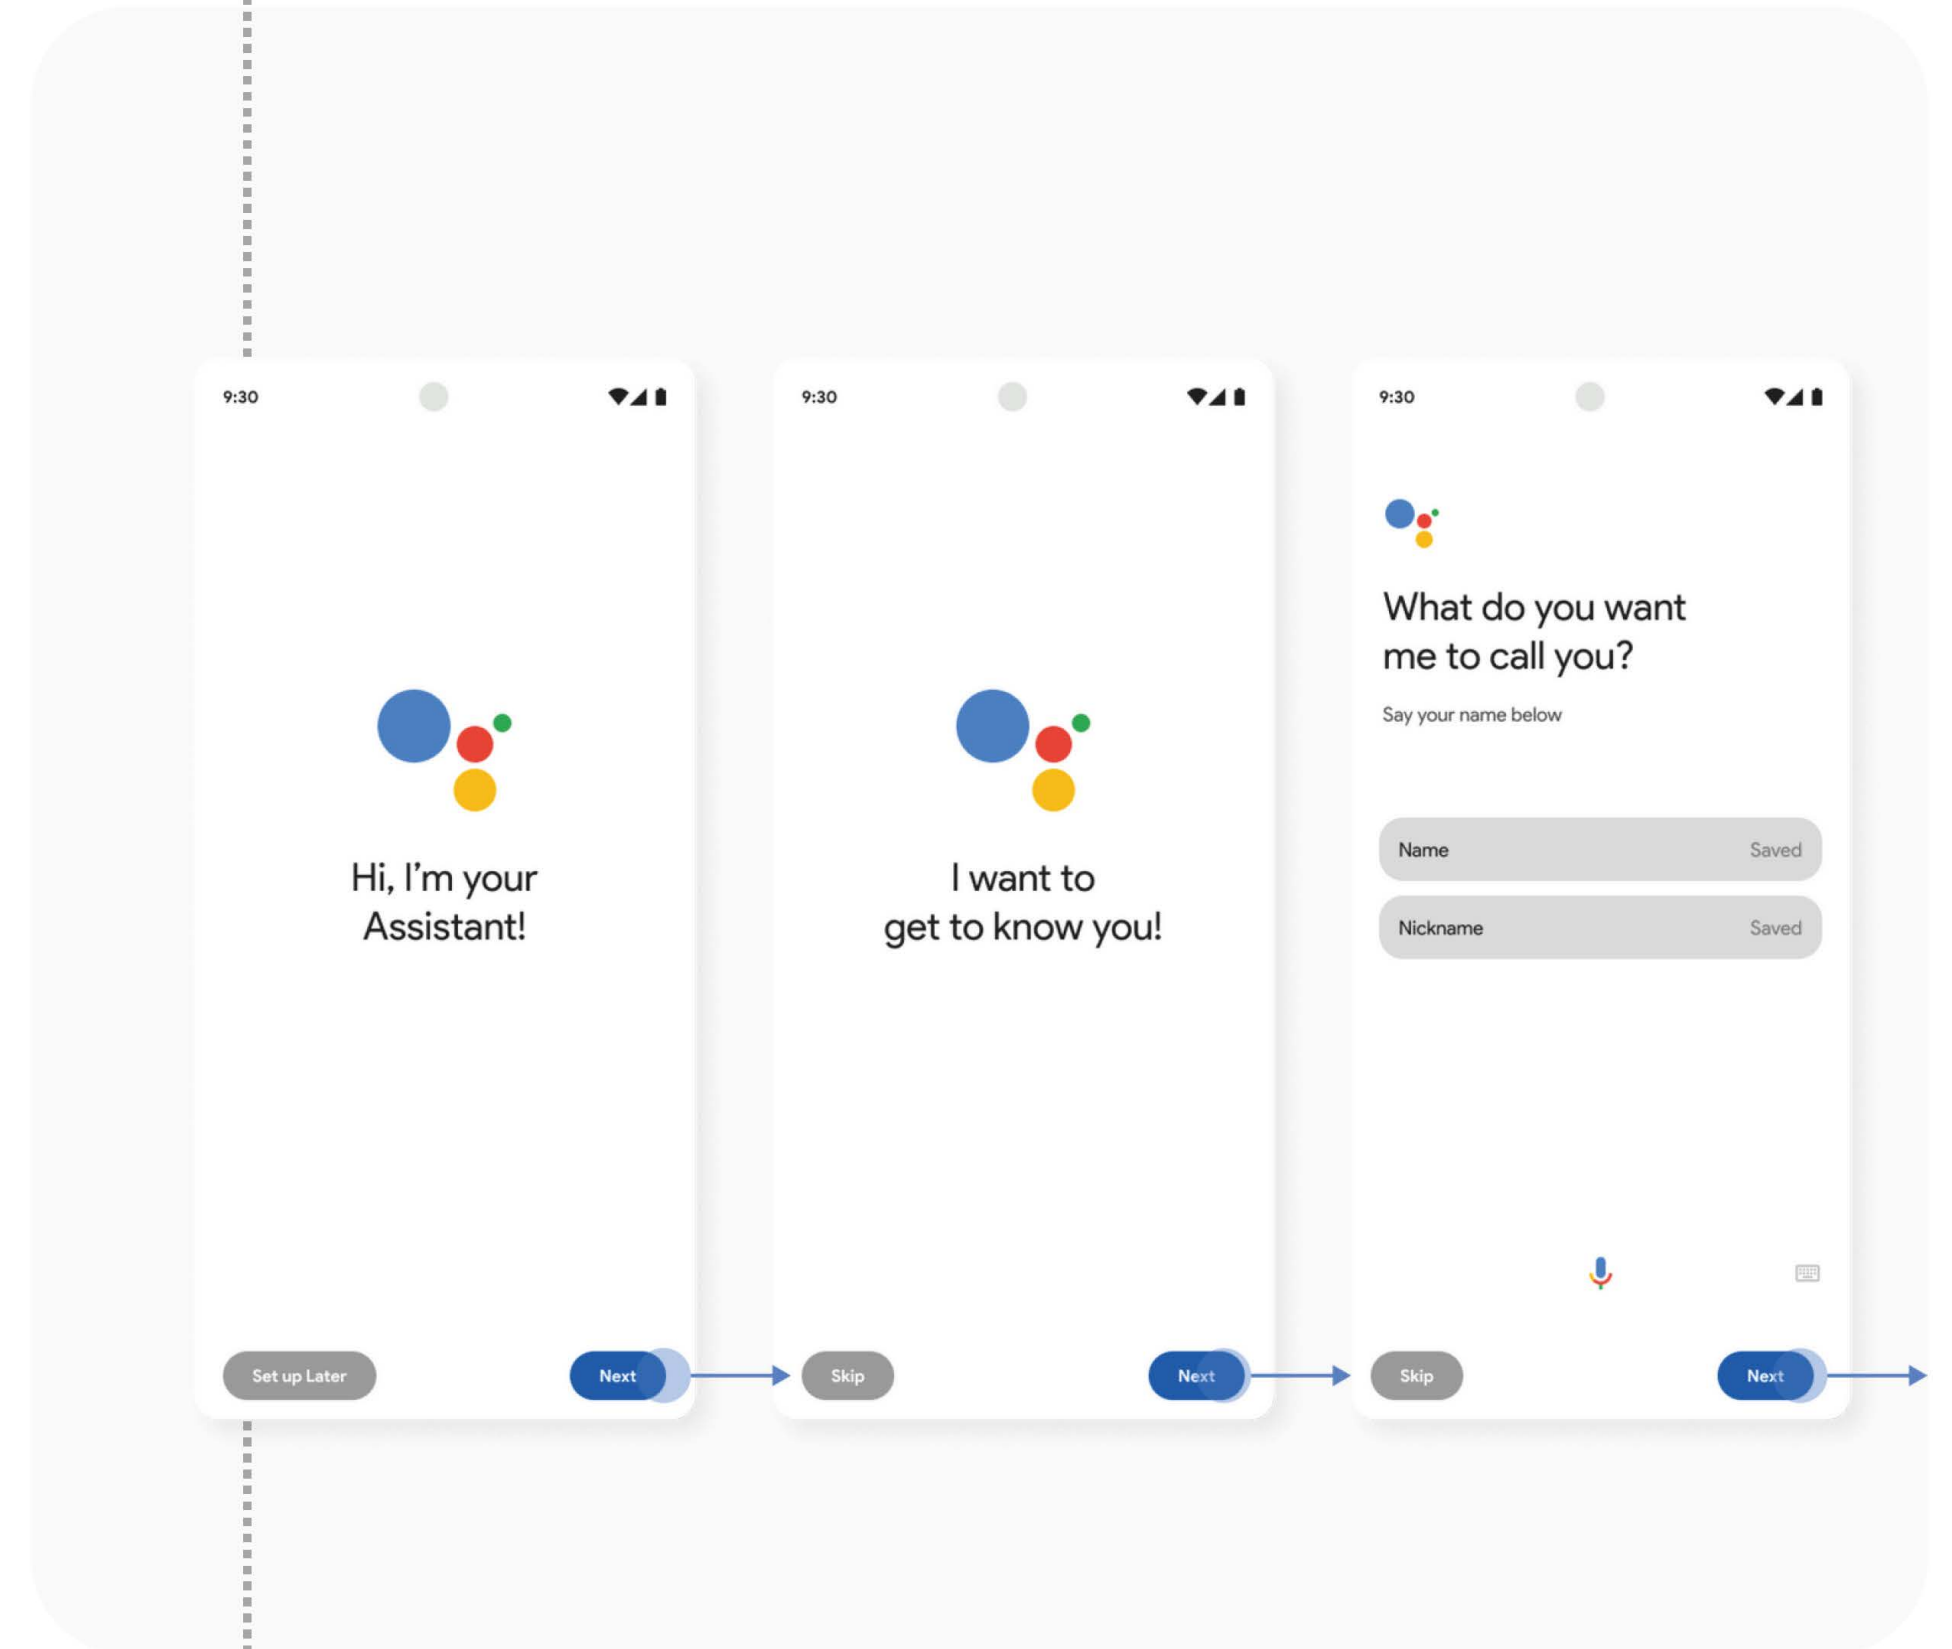 9:30
Hi, I'm your
Assistant!
Set up Later
Next
9:30
I want to
get to know you!
Skip
Next
9:30
What do you want
me to call you?
Say your name below
Name Saved
Nickname Saved
Skip
Next